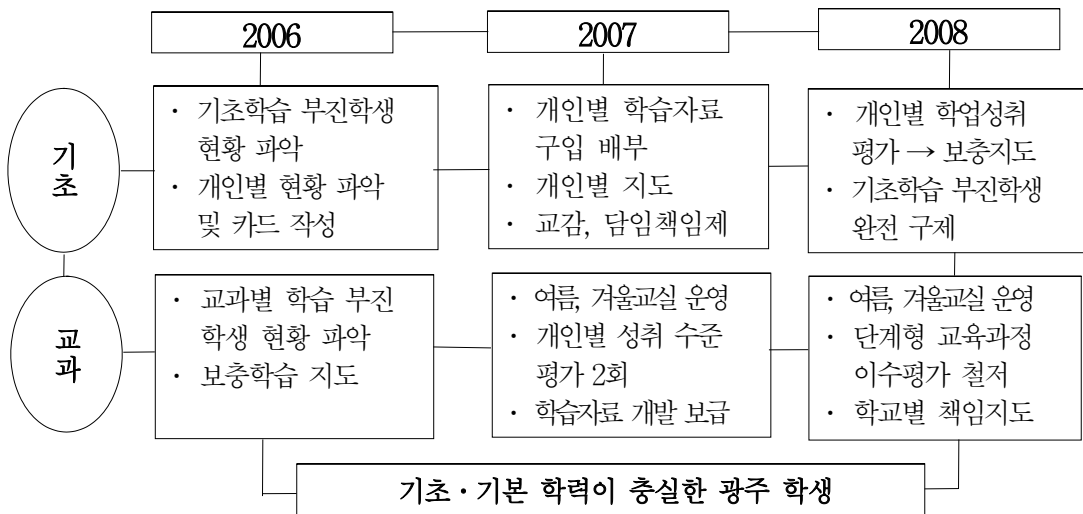 2006
2007
2008
기초
· 기초학습 부진학생
현황 파악
· 개인별 현황 파악
및 카드 작성
· 개인별 학습자료
구입 배부
· 개인별 지도
· 교감, 담임책임제
· 개인별 학업성취
평가 → 보충지도
· 기초학습 부진학생
완전 구제
교과
· 교과별 학습 부진
학생 현황 파악
· 보충학습 지도
· 여름, 겨울교실 운영
· 개인별 성취 수준
평가 2회
· 학습자료 개발 보급
· 여름, 겨울교실 운영
· 단계형 교육과정
이수평가 철저
· 학교별 책임지도
기초·기본 학력이 충실한 광주 학생